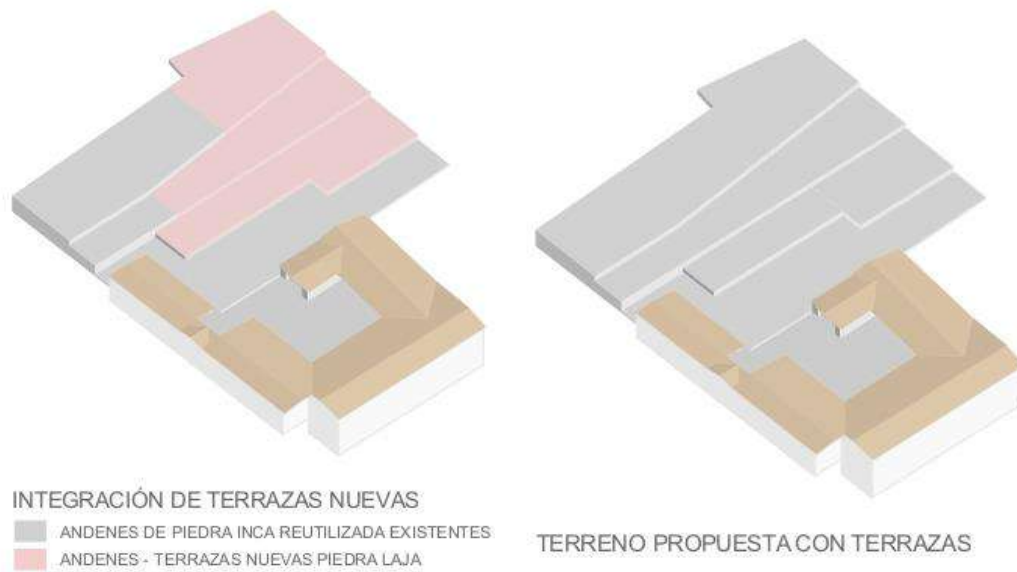 INTEGRACIÓN DE TERRAZAS NUEVAS
ANDENES DE PIEDRA INCA REUTILIZADA EXISTENTES
ANDENES - TERRAZAS NUEVAS PIEDRA LAJA
TERRENO PROPUESTA CON TERRAZAS